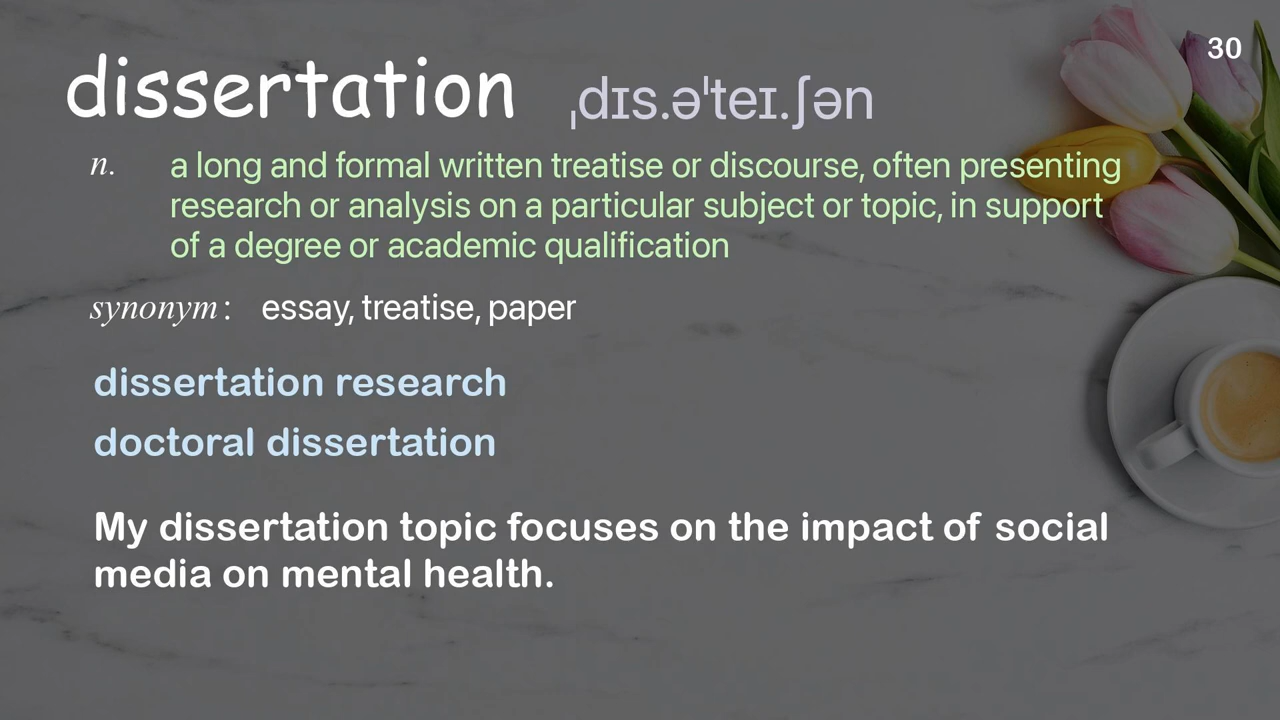 30
dissertation ˌdɪs.əˈteɪ.ʃən
n. a long and formal written treatise or discourse, often presenting
research or analysis on a particular subject or topic, in support
of a degree or academic qualification
synonym: essay, treatise, paper
dissertation research
doctoral dissertation
My dissertation topic focuses on the impact of social
media on mental health.